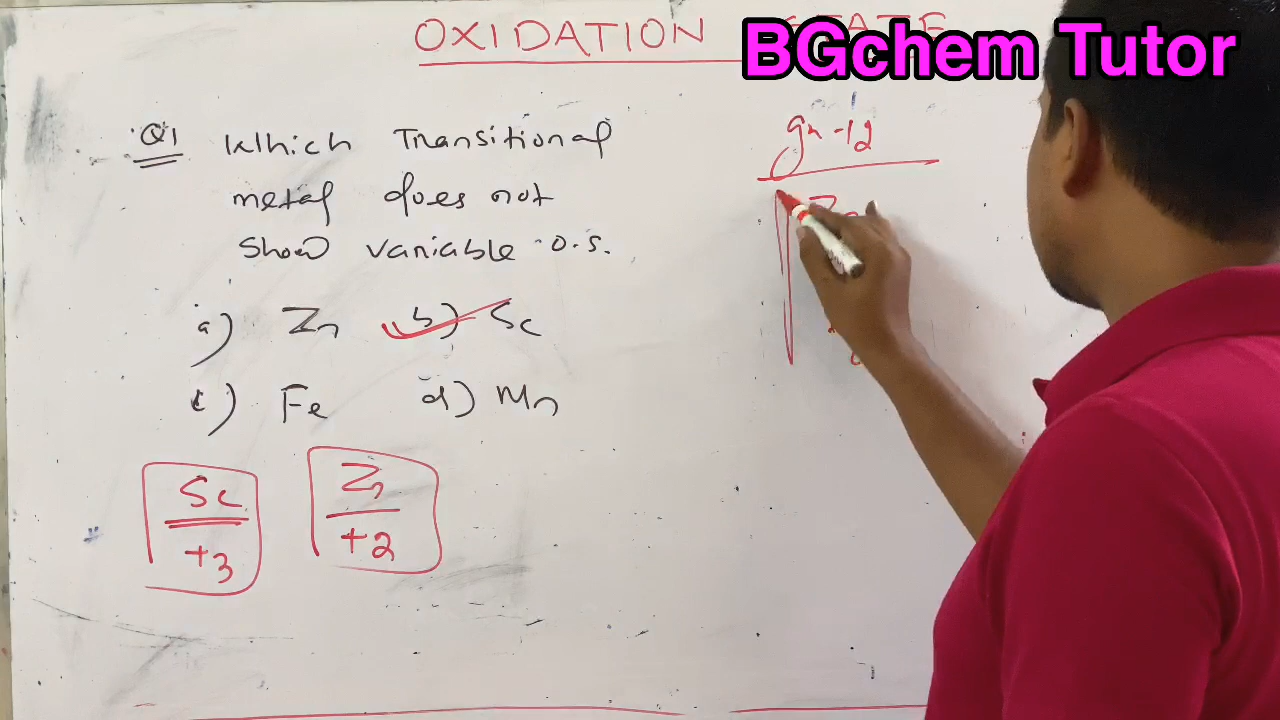 OXIDATION
BGchem Tutor
Q1 Which Transitional
metal does not
Show variable o.s.
a) Zn b) Sc
c) Fe d) Mn
gr-12
Zn
Sc
+3
Zn
+2